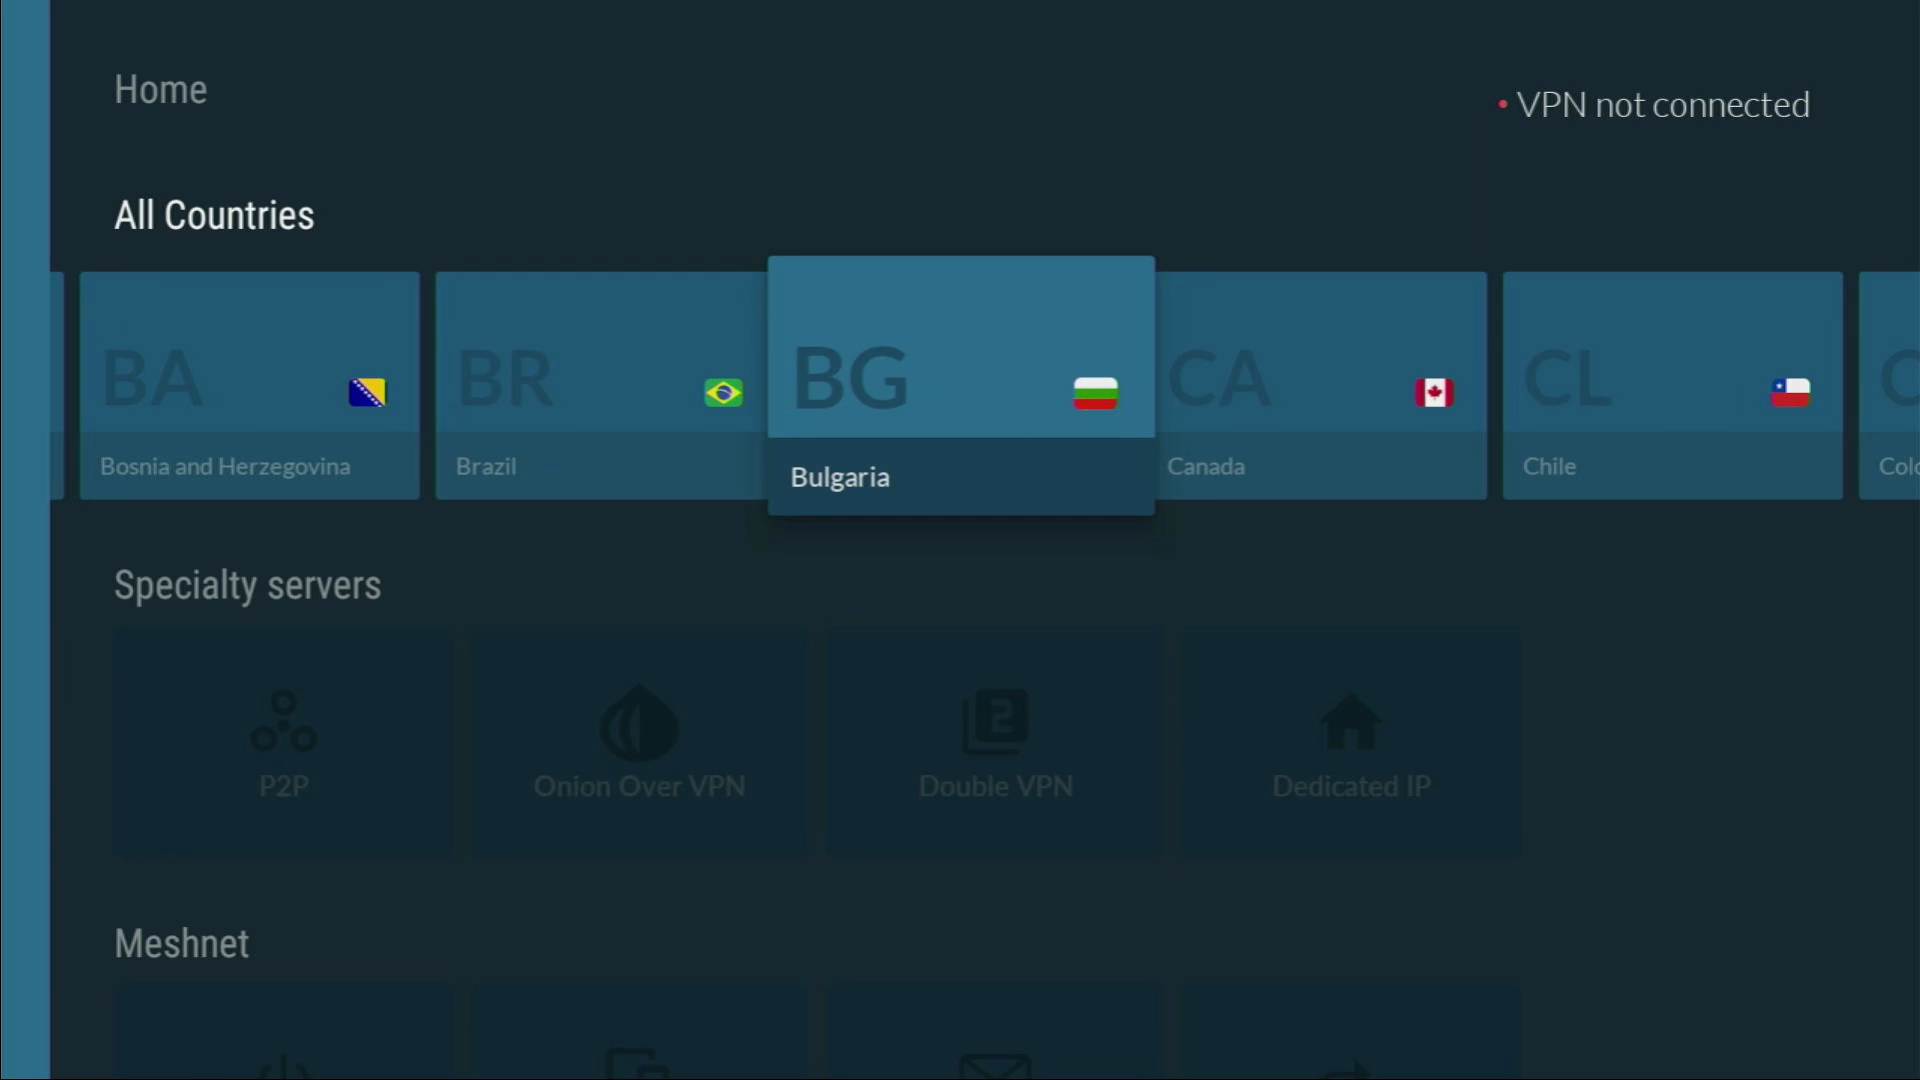 Home
VPN not connected
All Countries
BA
BR
BG
CA
CL
Bosnia and Herzegovina
Brazil
Bulgaria
Canada
Chile
Specialty servers
2
P2P
Onion Over VPN
Double VPN
Dedicated IP
Meshnet